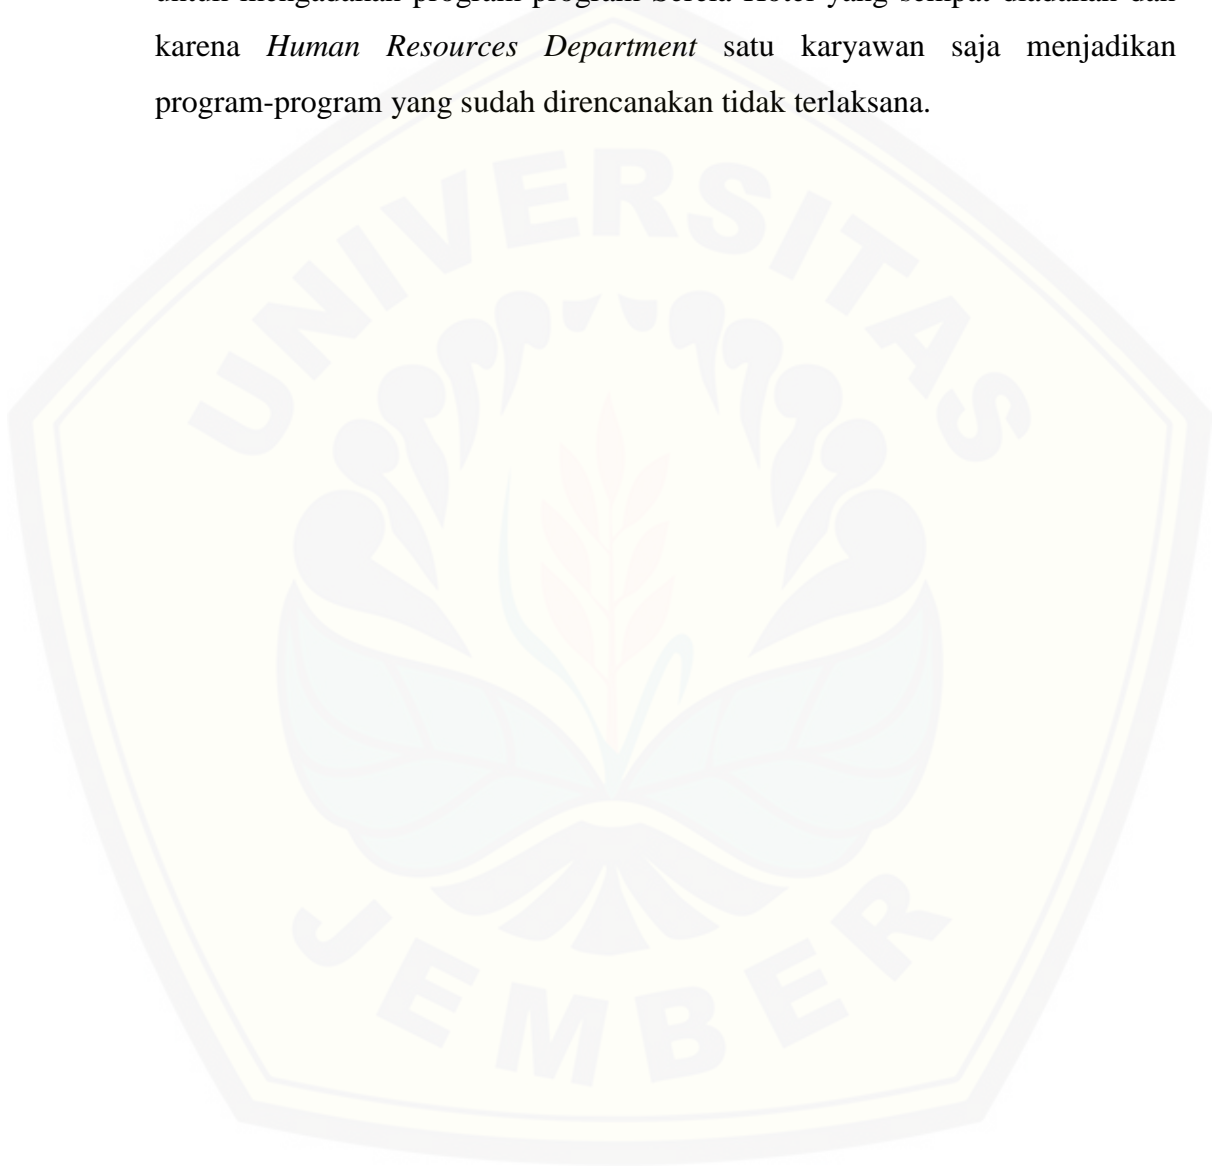 untuk mengadakan program-program Serela Hotel yang sempat diadakan dan
karena Human Resources Department satu karyawan saja menjadikan
program-program yang sudah direncanakan tidak terlaksana.
UNIVERSITAS
JEMBER